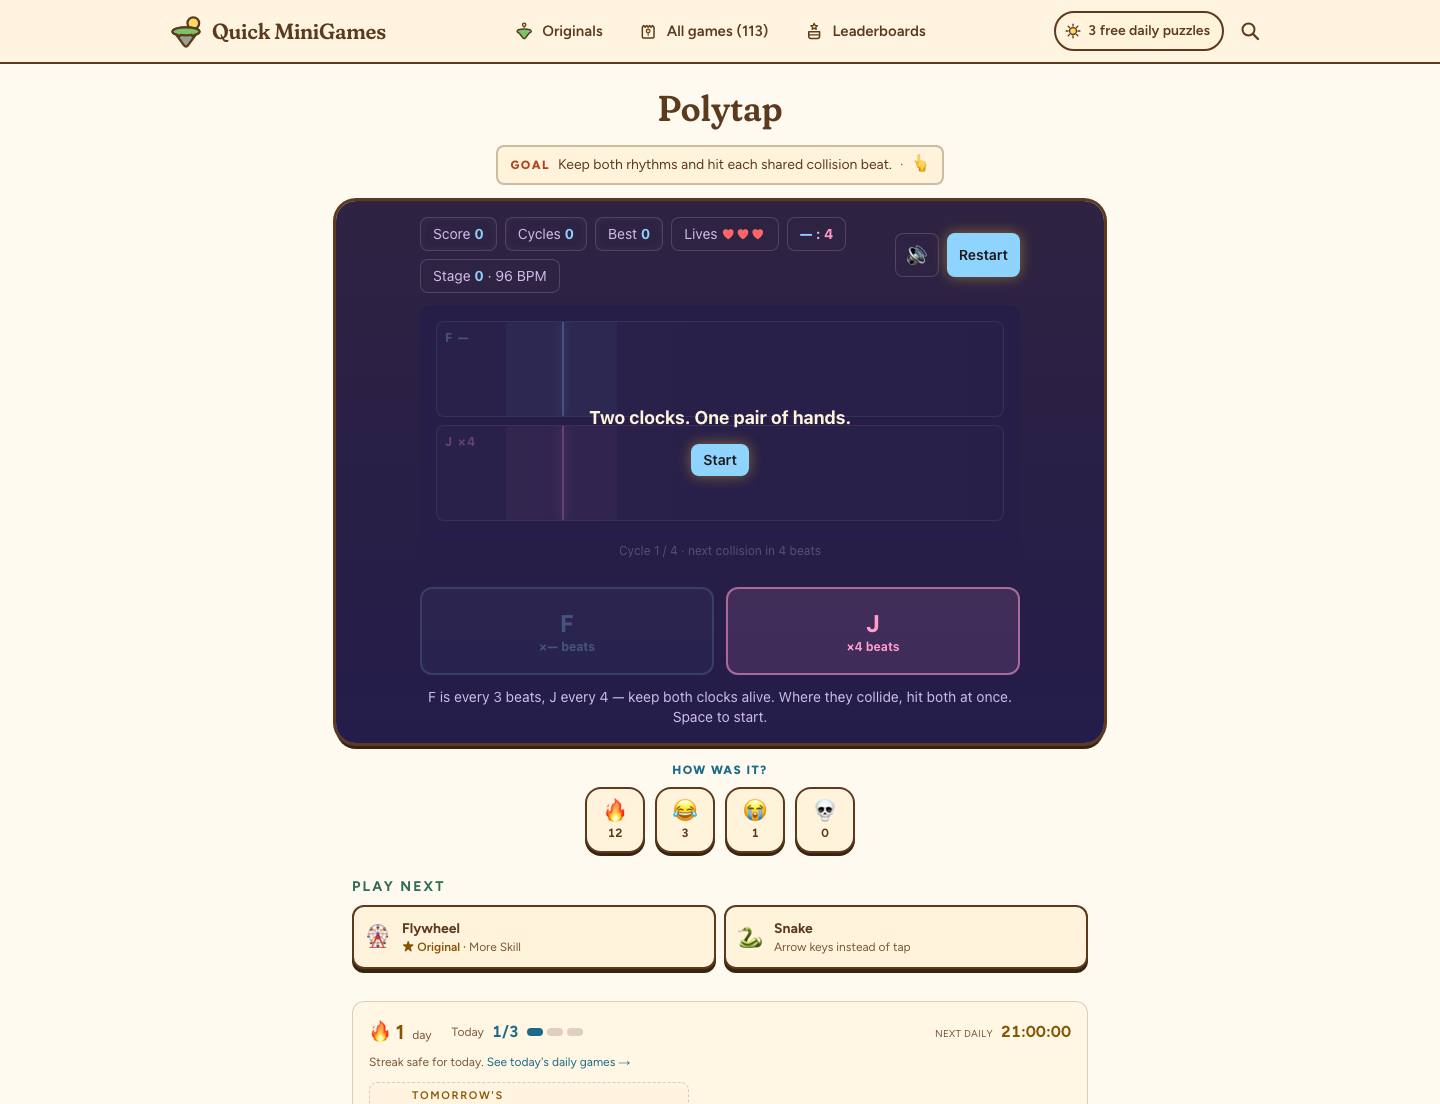 Quick MiniGames
Originals
All games (113)
Leaderboards
3 free daily puzzles
Polytap
GOAL Keep both rhythms and hit each shared collision beat. ·
Score 0
Cycles 0
Best 0
Lives
— : 4
Stage 0 · 96 BPM
Restart
F —
Two clocks. One pair of hands.
J ×4
Start
Cycle 1 / 4 · next collision in 4 beats
F
×— beats
J
×4 beats
F is every 3 beats, J every 4 — keep both clocks alive. Where they collide, hit both at once.
Space to start.
HOW WAS IT?
12
3
1
0
PLAY NEXT
Flywheel
Original · More Skill
Snake
Arrow keys instead of tap
1 day
Today 1/3
NEXT DAILY 21:00:00
Streak safe for today. See today's daily games →
TOMORROW'S